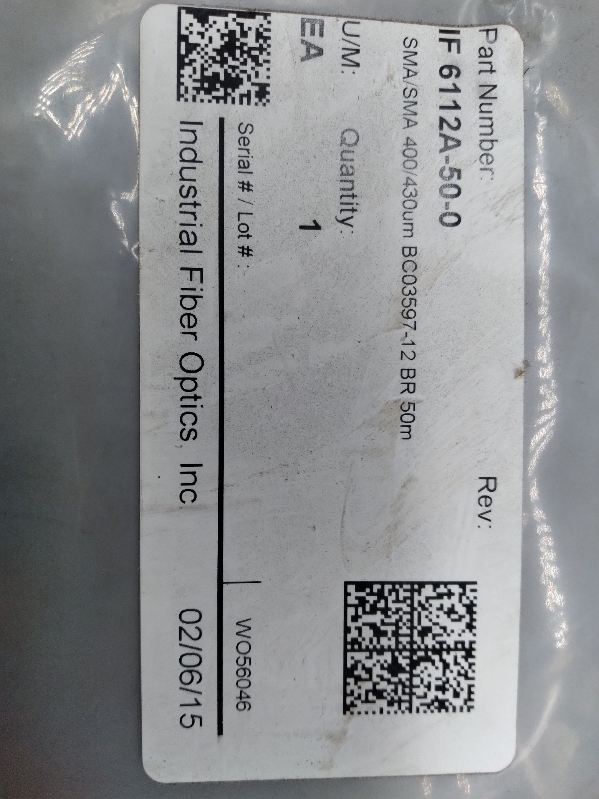 Part Number: Rev:
IF 6112A-50-0
SMA/SMA 400/430um BC03597-12 BR 50m
U/M: Quantity:
EA 1
Serial # / Lot #: WO56046
Industrial Fiber Optics, Inc 02/06/15